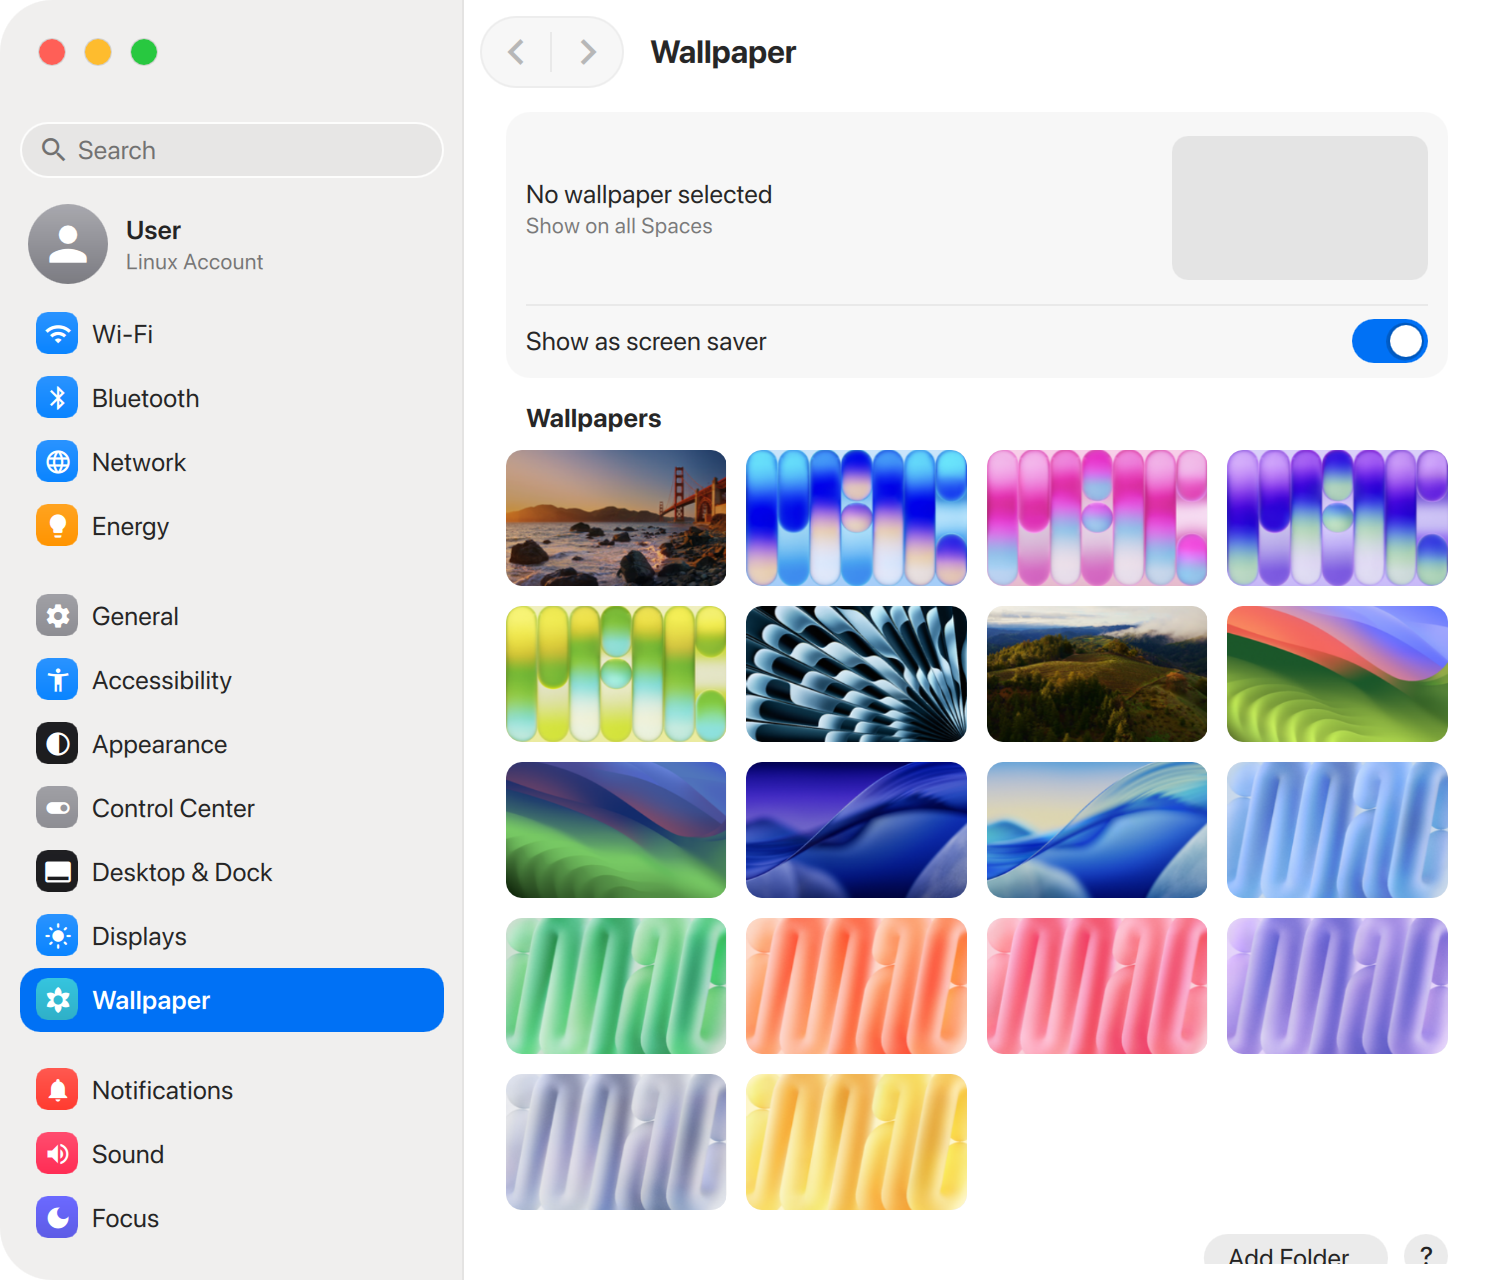 Wallpaper
Search
User
Linux Account
Wi-Fi
Bluetooth
Network
Energy
General
Accessibility
Appearance
Control Center
Desktop & Dock
Displays
Wallpaper
Notifications
Sound
Focus
No wallpaper selected
Show on all Spaces
Show as screen saver
Wallpapers
Add Folder
?